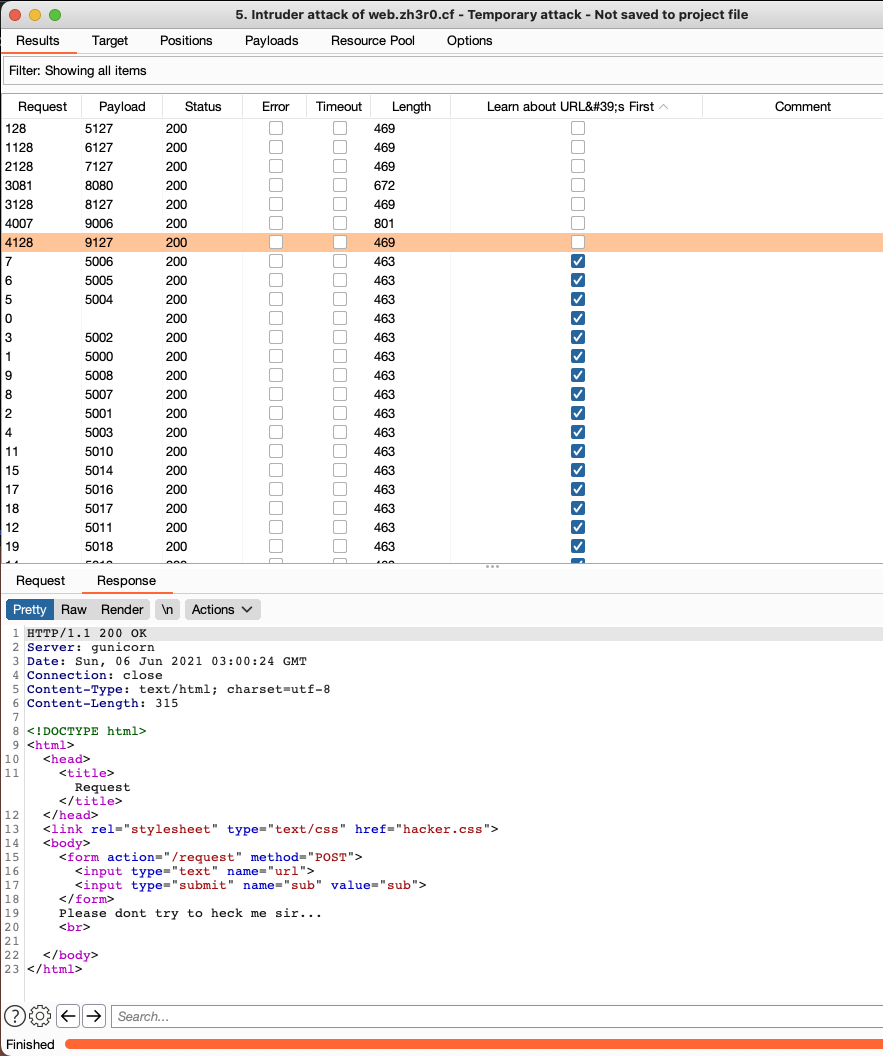 5. Intruder attack of web.zh3r0.cf - Temporary attack - Not saved to project file
Results Target Positions Payloads Resource Pool Options
Filter: Showing all items
Request Payload Status Error Timeout Length Learn about URL&#39;s First Comment
128 5127 200 469
1128 6127 200 469
2128 7127 200 469
3081 8080 200 672
3128 8127 200 469
4007 9006 200 801
4128 9127 200 469
7 5006 200 463
6 5005 200 463
5 5004 200 463
0 200 463
3 5002 200 463
1 5000 200 463
9 5008 200 463
8 5007 200 463
2 5001 200 463
4 5003 200 463
11 5010 200 463
15 5014 200 463
17 5016 200 463
18 5017 200 463
12 5011 200 463
19 5018 200 463
Request Response
Pretty Raw Render \n Actions
1 HTTP/1.1 200 OK
2 Server: gunicorn
3 Date: Sun, 06 Jun 2021 03:00:24 GMT
4 Connection: close
5 Content-Type: text/html; charset=utf-8
6 Content-Length: 315
7
8 <!DOCTYPE html>
9 <html>
10 <head>
11 <title>
Request
</title>
12 </head>
13 <link rel="stylesheet" type="text/css" href="hacker.css">
14 <body>
15 <form action="/request" method="POST">
16 <input type="text" name="url">
17 <input type="submit" name="sub" value="sub">
18 </form>
19 Please dont try to heck me sir...
20 <br>
21
22 </body>
23 </html>
? Search...
Finished